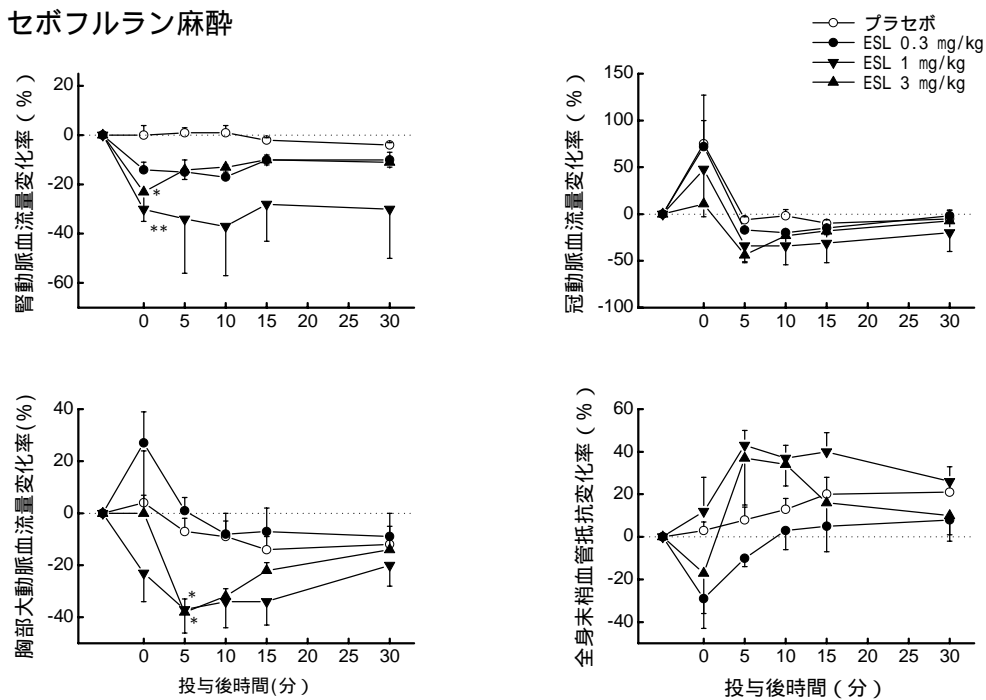 セボフルラン麻酔
プラセボ
ESL 0.3 mg/kg
ESL 1 mg/kg
ESL 3 mg/kg
腎動脈血流量変化率(%)
20
0
-20
-40
-60
0 5 10 15 20 25 30
*
**
冠動脈血流量変化率(%)
150
100
50
0
-50
-100
0 5 10 15 20 25 30
胸部大動脈血流量変化率(%)
40
20
0
-20
-40
0 5 10 15 20 25 30
*
*
投与後時間(分)
全身末梢血管抵抗変化率(%)
60
40
20
0
-20
-40
0 5 10 15 20 25 30
投与後時間(分)